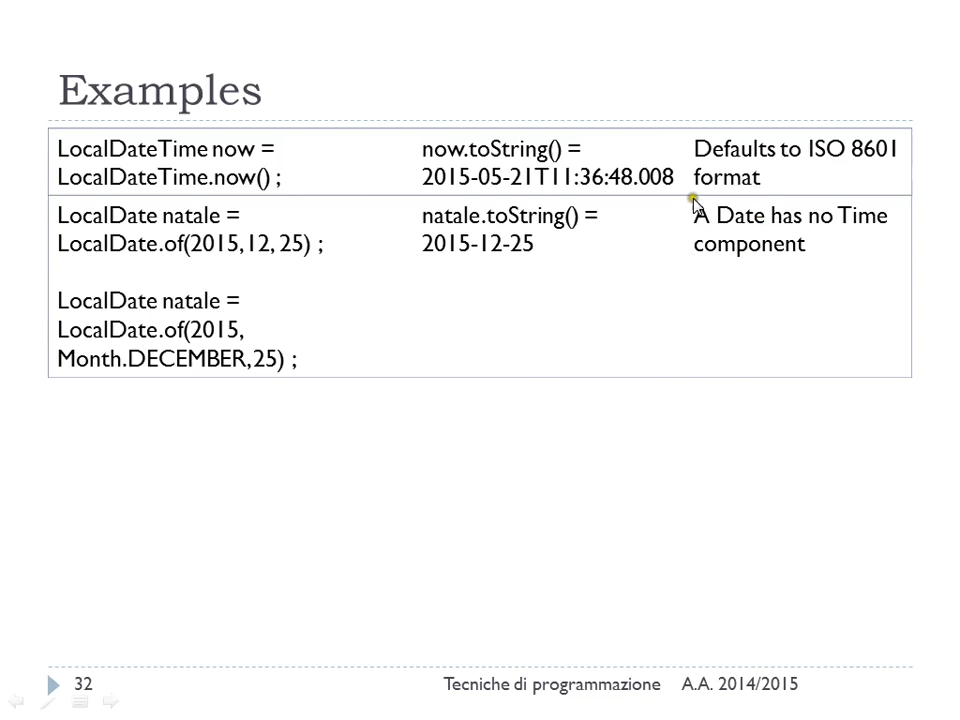 Examples
LocalDateTime now =
LocalDateTime.now() ;
now.toString() =
2015-05-21T11:36:48.008
Defaults to ISO 8601
format
LocalDate natale =
LocalDate.of(2015, 12, 25) ;
LocalDate natale =
LocalDate.of(2015,
Month.DECEMBER, 25) ;
natale.toString() =
2015-12-25
A Date has no Time
component
32
Tecniche di programmazione A.A. 2014/2015